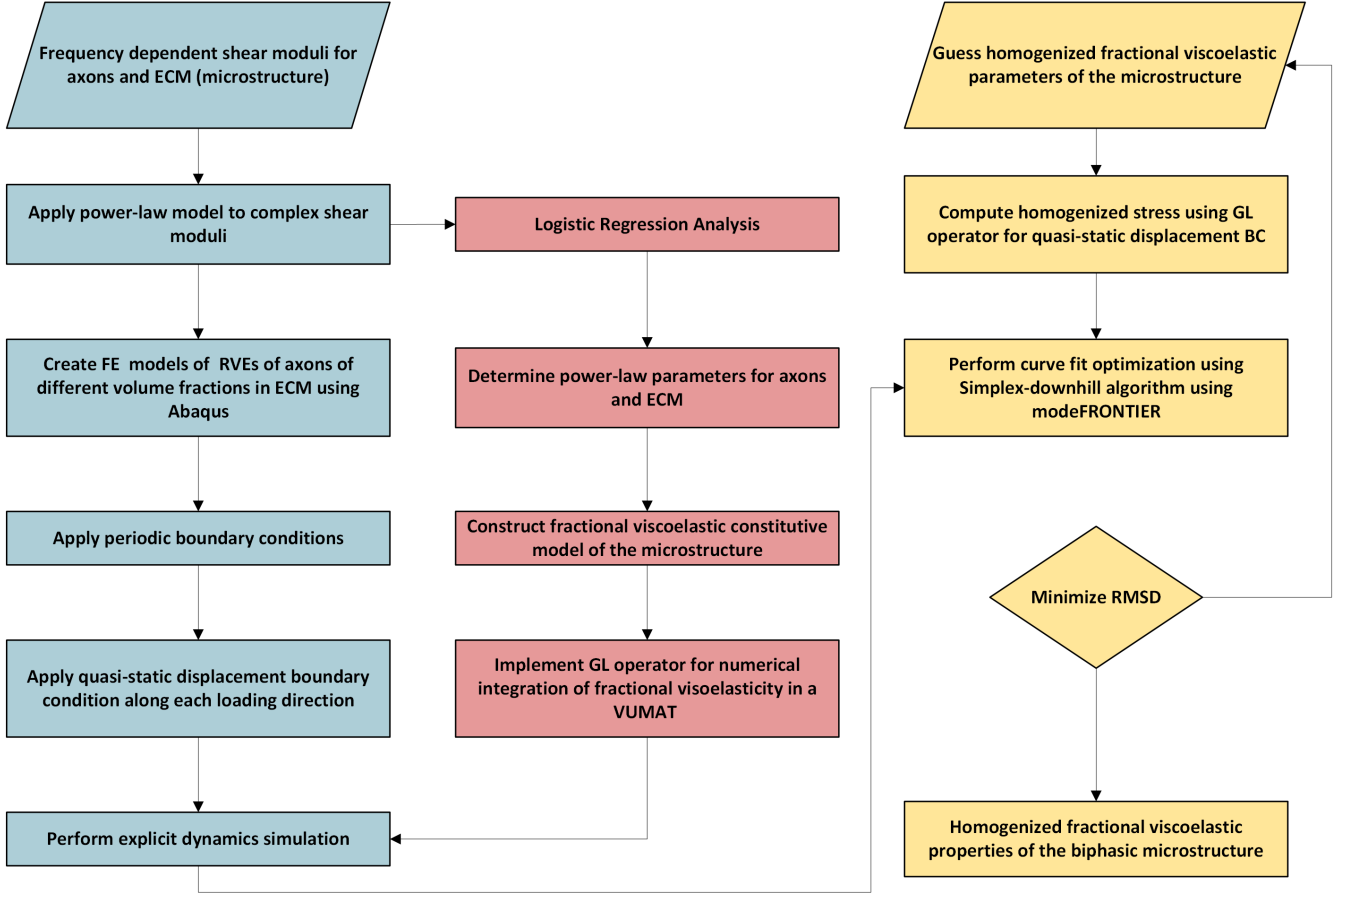 Frequency dependent shear moduli for
axons and ECM (microstructure)
Apply power-law model to complex shear
moduli
Create FE  models of  RVEs of axons of
different volume fractions in ECM using
Abaqus
Apply periodic boundary conditions
Apply quasi-static displacement boundary
condition along each loading direction
Perform explicit dynamics simulation
Logistic Regression Analysis
Determine power-law parameters for axons
and ECM
Construct fractional viscoelastic constitutive
model of the microstructure
Implement GL operator for numerical
integration of fractional visoelasticity in a
VUMAT
Guess homogenized fractional viscoelastic
parameters of the microstructure
Compute homogenized stress using GL
operator for quasi-static displacement BC
Perform curve fit optimization using
Simplex-downhill algorithm using
modeFRONTIER
Minimize RMSD
Homogenized fractional viscoelastic
properties of the biphasic microstructure